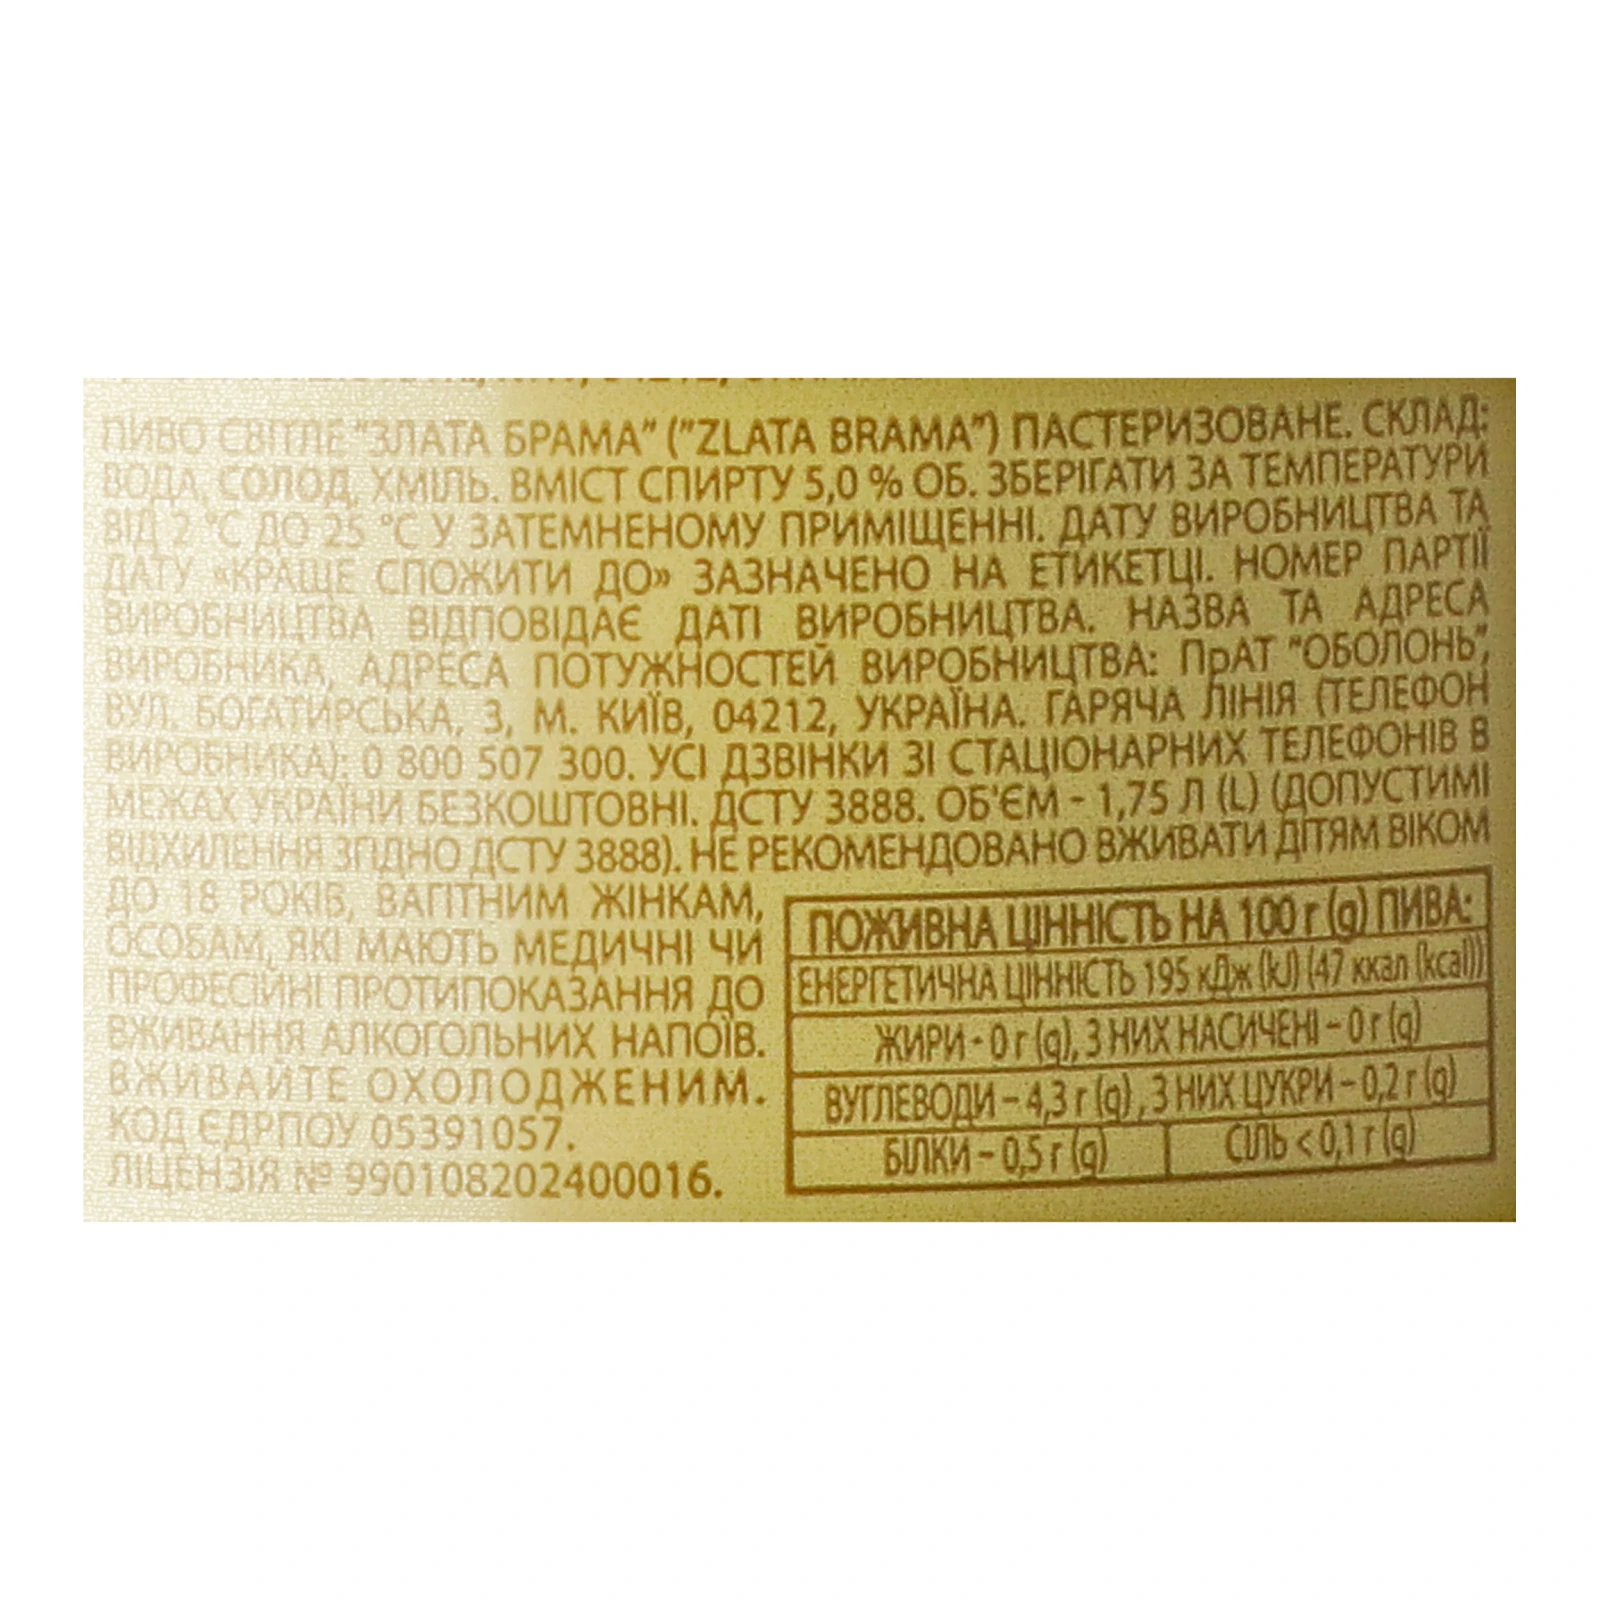 ПИВО СВІТЛЕ "ЗЛАТА БРАМА" ("ZLATA BRAMA") ПАСТЕРИЗОВАНЕ. СКЛАД:
ВОДА, СОЛОД, ХМІЛЬ. ВМІСТ СПИРТУ 5,0 % ОБ. ЗБЕРІГАТИ ЗА ТЕМПЕРАТУРИ
ВІД 2 °С ДО 25 °С У ЗАТЕМНЕНОМУ ПРИМІЩЕННІ. ДАТУ ВИРОБНИЦТВА ТА
ДАТУ «КРАЩЕ СПОЖИТИ ДО» ЗАЗНАЧЕНО НА ЕТИКЕТЦІ. НОМЕР ПАРТІЇ
ВИРОБНИЦТВА ВІДПОВІДАЄ ДАТІ ВИРОБНИЦТВА. НАЗВА ТА АДРЕСА
ВИРОБНИКА, АДРЕСА ПОТУЖНОСТЕЙ ВИРОБНИЦТВА: ПрАТ "ОБОЛОНЬ",
ВУЛ. БОГАТИРСЬКА, 3, М. КИЇВ, 04212, УКРАЇНА. ГАРЯЧА ЛІНІЯ (ТЕЛЕФОН
ВИРОБНИКА): 0 800 507 300. УСІ ДЗВІНКИ ЗІ СТАЦІОНАРНИХ ТЕЛЕФОНІВ В
МЕЖАХ УКРАЇНИ БЕЗКОШТОВНІ. ДСТУ 3888. ОБ'ЄМ - 1,75 Л (L) (ДОПУСТИМІ
ВІДХИЛЕННЯ ЗГІДНО ДСТУ 3888). НЕ РЕКОМЕНДОВАНО ВЖИВАТИ ДІТЯМ ВІКОМ
ДО 18 РОКІВ, ВАГІТНИМ ЖІНКАМ,
ОСОБАМ, ЯКІ МАЮТЬ МЕДИЧНІ ЧИ
ПРОФЕСІЙНІ ПРОТИПОКАЗАННЯ ДО
ВЖИВАННЯ АЛКОГОЛЬНИХ НАПОЇВ.
ВЖИВАЙТЕ ОХОЛОДЖЕНИМ.
КОД ЄДРПОУ 05391057.
ЛІЦЕНЗІЯ № 990108202400016.
ПОЖИВНА ЦІННІСТЬ НА 100 г (g) ПИВА:
ЕНЕРГЕТИЧНА ЦІННІСТЬ 195 кДж (kJ) (47 ккал (kcal))
ЖИРИ - 0 г (g), З НИХ НАСИЧЕНІ – 0 г (g)
ВУГЛЕВОДИ – 4,3 г (g), З НИХ ЦУКРИ – 0,2 г (g)
БІЛКИ – 0,5 г (g) СІЛЬ < 0,1 г (g)